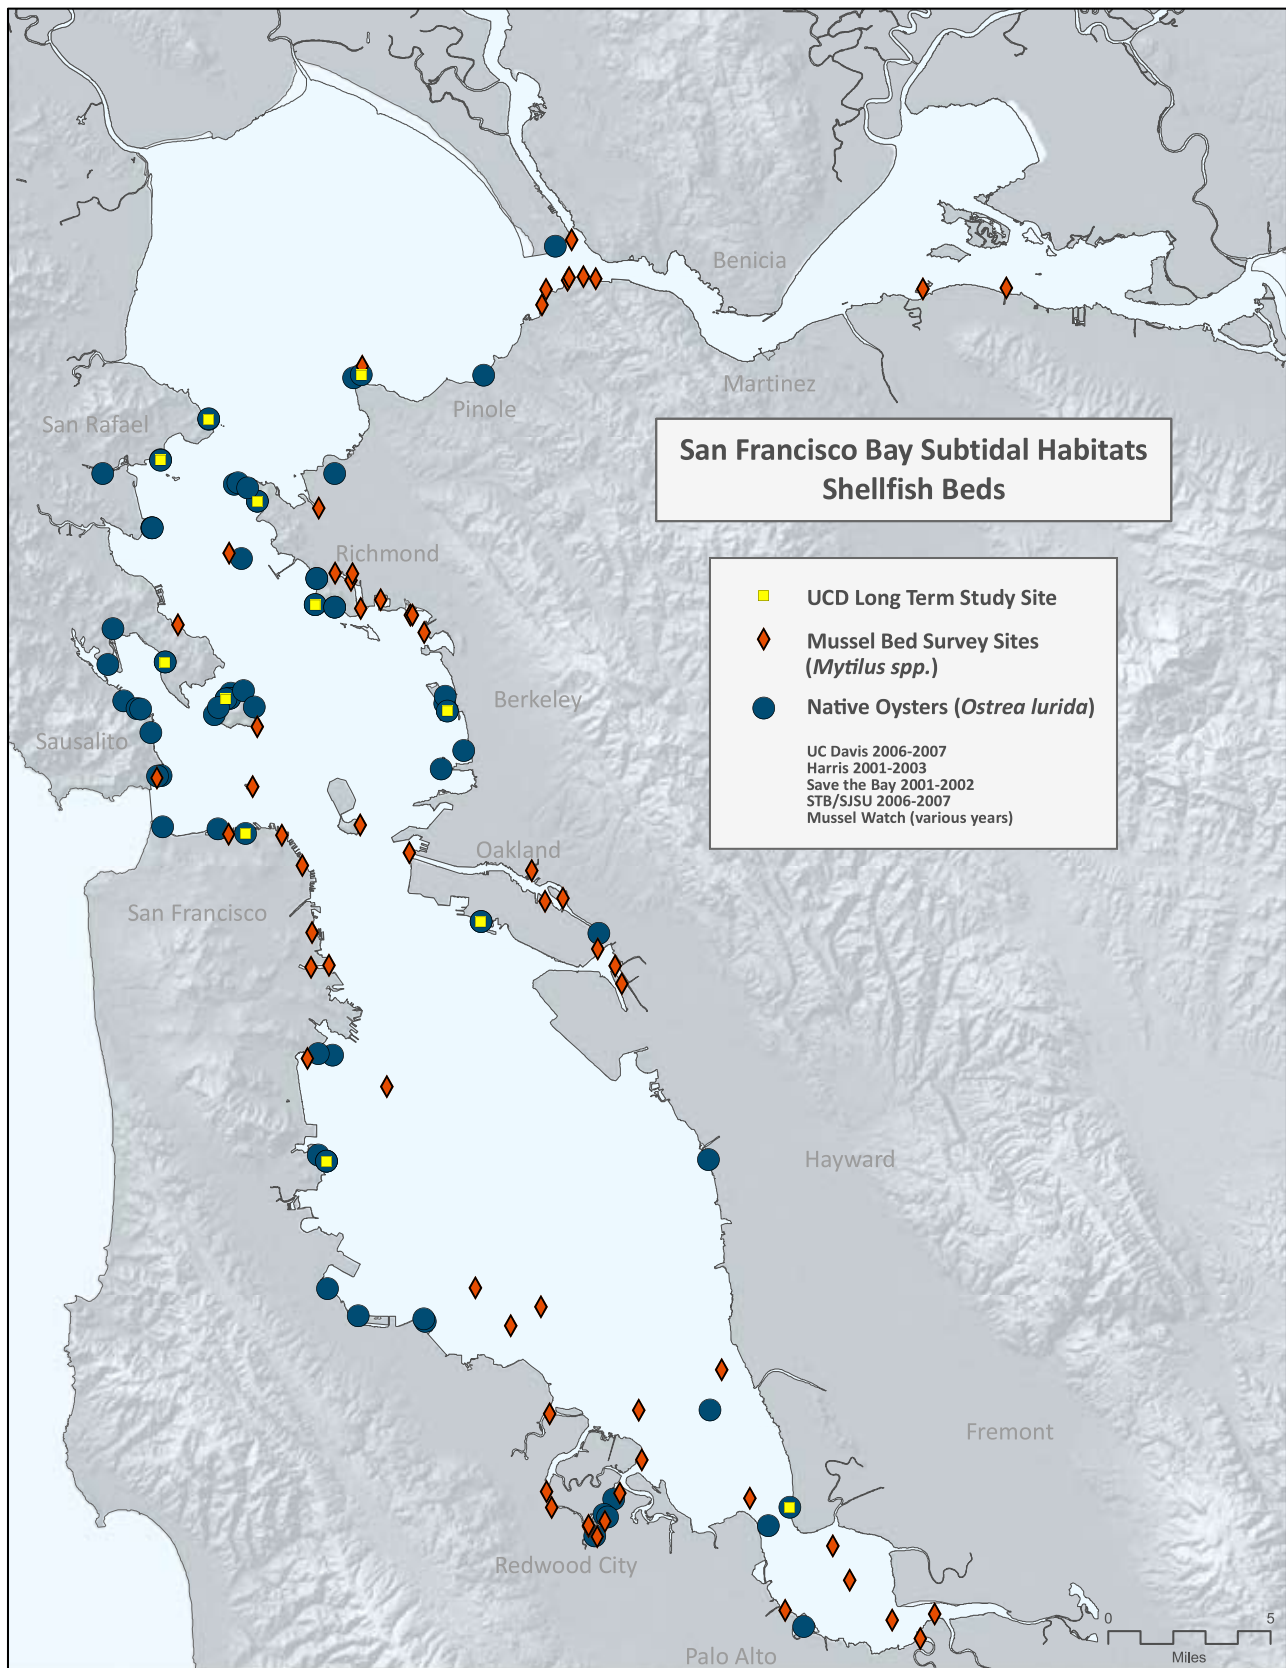 Benicia
Martinez
Pinole
San Rafael
San Francisco Bay Subtidal Habitats
Shellfish Beds
Richmond
UCD Long Term Study Site
Mussel Bed Survey Sites
(Mytilus spp.)
Native Oysters (Ostrea lurida)
UC Davis 2006-2007
Harris 2001-2003
Save the Bay 2001-2002
STB/SJSU 2006-2007
Mussel Watch (various years)
Berkeley
Sausalito
Oakland
San Francisco
Hayward
Fremont
Redwood City
Palo Alto
0 5
Miles